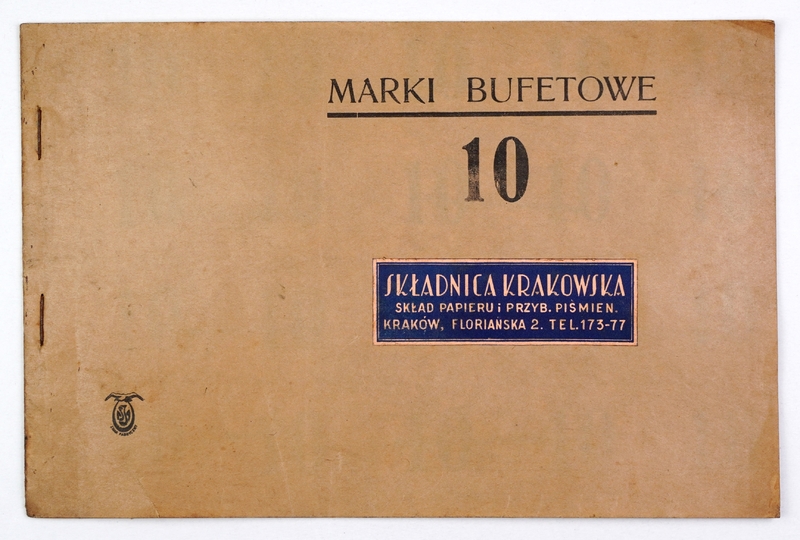 MARKI BUFETOWE
10
SKŁADNICA KRAKOWSKA
SKŁAD PAPIERU i PRZYB. PIŚMIEN.
KRAKÓW, FLORIAŃSKA 2. TEL. 173-77